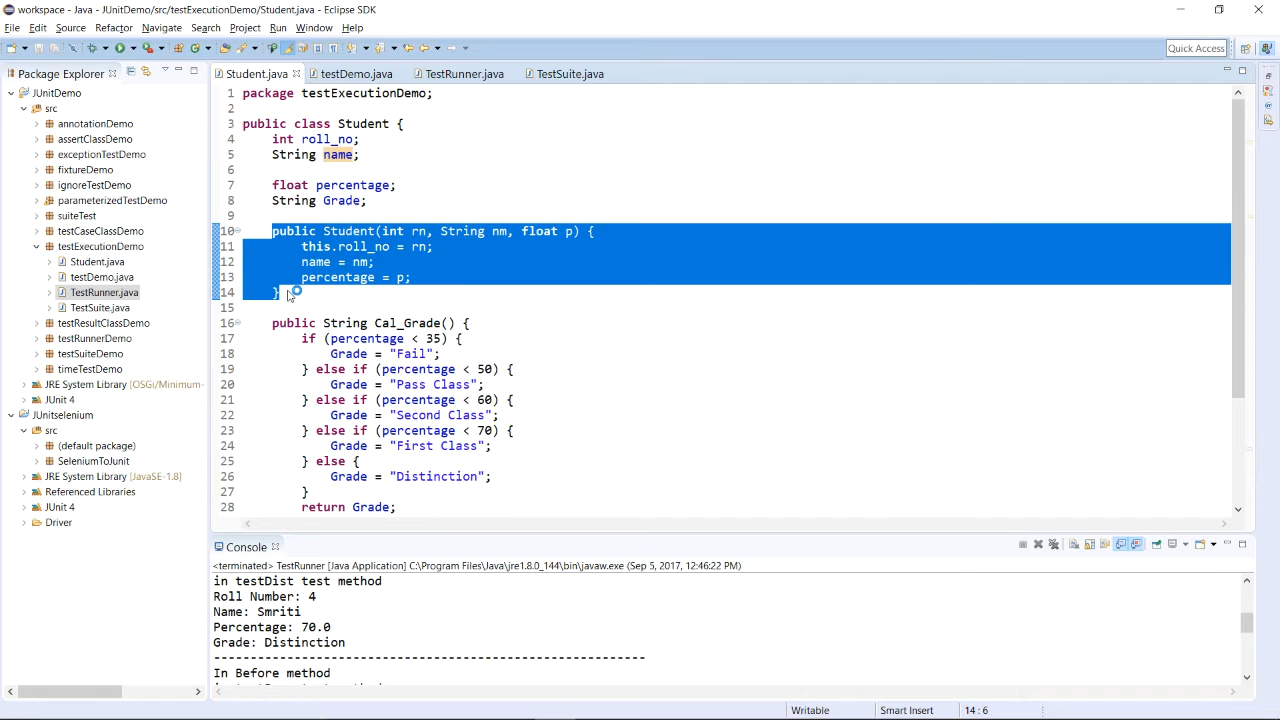 workspace - Java - JUnitDemo/src/testExecutionDemo/Student.java - Eclipse SDK
File Edit Source Refactor Navigate Search Project Run Window Help
Quick Access
Package Explorer
JUnitDemo
src
annotationDemo
assertClassDemo
exceptionTestDemo
fixtureDemo
ignoreTestDemo
parameterizedTestDemo
suiteTest
testCaseClassDemo
testExecutionDemo
Student.java
testDemo.java
TestRunner.java
TestSuite.java
testResultClassDemo
testRunnerDemo
testSuiteDemo
timeTestDemo
JRE System Library [OSGi/Minimum-
JUnit 4
JUnitselenium
src
(default package)
SeleniumToJunit
JRE System Library [JavaSE-1.8]
Referenced Libraries
JUnit 4
Driver
Student.java testDemo.java TestRunner.java TestSuite.java
1 package testExecutionDemo;
2
3 public class Student {
4 int roll_no;
5 String name;
6
7 float percentage;
8 String Grade;
9
10 public Student(int rn, String nm, float p) {
11 this.roll_no = rn;
12 name = nm;
13 percentage = p;
14 }
15
16 public String Cal_Grade() {
17 if (percentage < 35) {
18 Grade = "Fail";
19 } else if (percentage < 50) {
20 Grade = "Pass Class";
21 } else if (percentage < 60) {
22 Grade = "Second Class";
23 } else if (percentage < 70) {
24 Grade = "First Class";
25 } else {
26 Grade = "Distinction";
27 }
28 return Grade;
Console
<terminated> TestRunner [Java Application] C:\Program Files\Java\jre1.8.0_144\bin\javaw.exe (Sep 5, 2017, 12:46:22 PM)
in testDist test method
Roll Number: 4
Name: Smriti
Percentage: 70.0
Grade: Distinction
-----------------------------------------------------------
In Before method
Writable Smart Insert 14 : 6